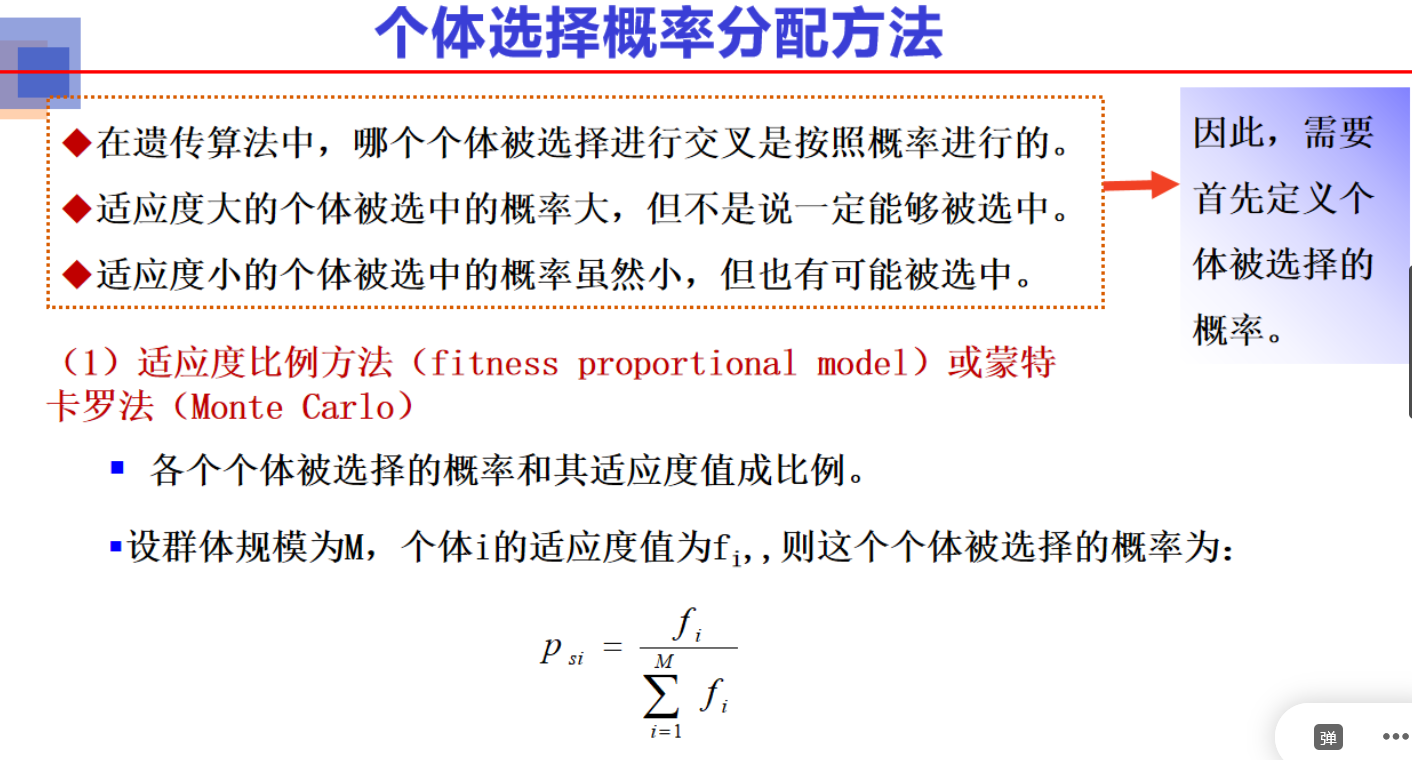 个体选择概率分配方法
◆在遗传算法中，哪个个体被选择进行交叉是按照概率进行的。
◆适应度大的个体被选中的概率大，但不是说一定能够被选中。
◆适应度小的个体被选中的概率虽然小，但也有可能被选中。
因此，需要
首先定义个
体被选择的
概率。
（1）适应度比例方法（fitness proportional model）或蒙特
卡罗法（Monte Carlo）
▪ 各个个体被选择的概率和其适应度值成比例。
▪设群体规模为M，个体i的适应度值为fi,,则这个个体被选择的概率为：
p si = f i / M ∑ i=1 f i
弹